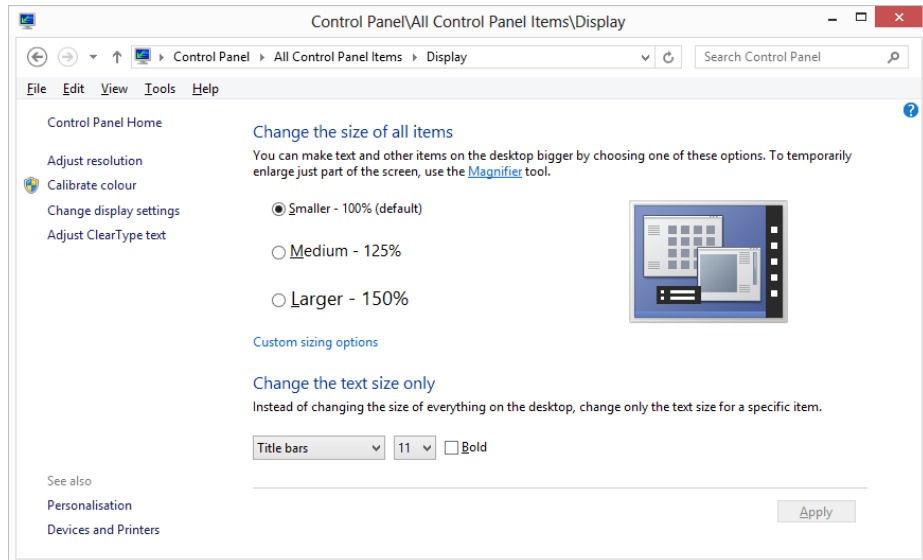 Control Panel\All Control Panel Items\Display
Control Panel All Control Panel Items Display
Search Control Panel
File Edit View Tools Help
Control Panel Home
Adjust resolution
Calibrate colour
Change display settings
Adjust ClearType text
See also
Personalisation
Devices and Printers
Change the size of all items
You can make text and other items on the desktop bigger by choosing one of these options. To temporarily
enlarge just part of the screen, use the Magnifier tool.
Smaller - 100% (default)
Medium - 125%
Larger - 150%
Custom sizing options
Change the text size only
Instead of changing the size of everything on the desktop, change only the text size for a specific item.
Title bars 11 Bold
Apply